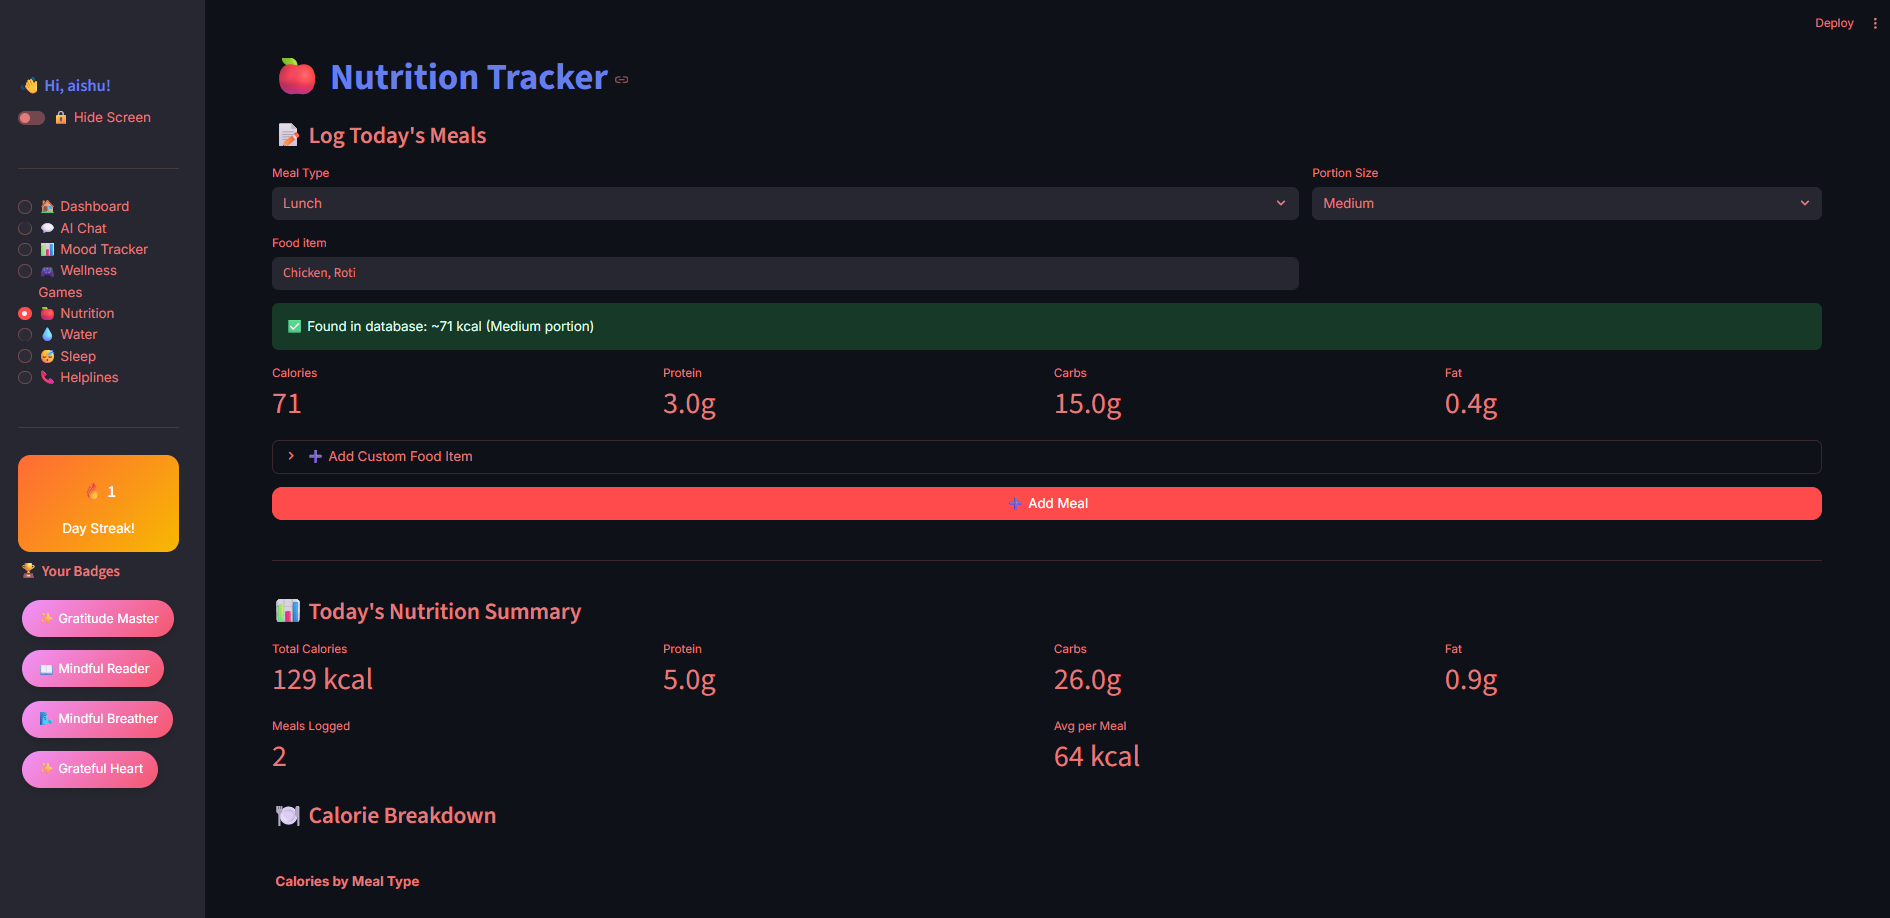 Deploy
Hi, aishu!
Hide Screen
Dashboard
AI Chat
Mood Tracker
Wellness
Games
Nutrition
Water
Sleep
Helplines
1
Day Streak!
Your Badges
Gratitude Master
Mindful Reader
Mindful Breather
Grateful Heart
Nutrition Tracker
Log Today's Meals
Meal Type
Portion Size
Lunch
Medium
Food item
Chicken, Roti
Found in database: ~71 kcal (Medium portion)
Calories
Protein
Carbs
Fat
71
3.0g
15.0g
0.4g
Add Custom Food Item
Add Meal
Today's Nutrition Summary
Total Calories
Protein
Carbs
Fat
129 kcal
5.0g
26.0g
0.9g
Meals Logged
Avg per Meal
2
64 kcal
Calorie Breakdown
Calories by Meal Type